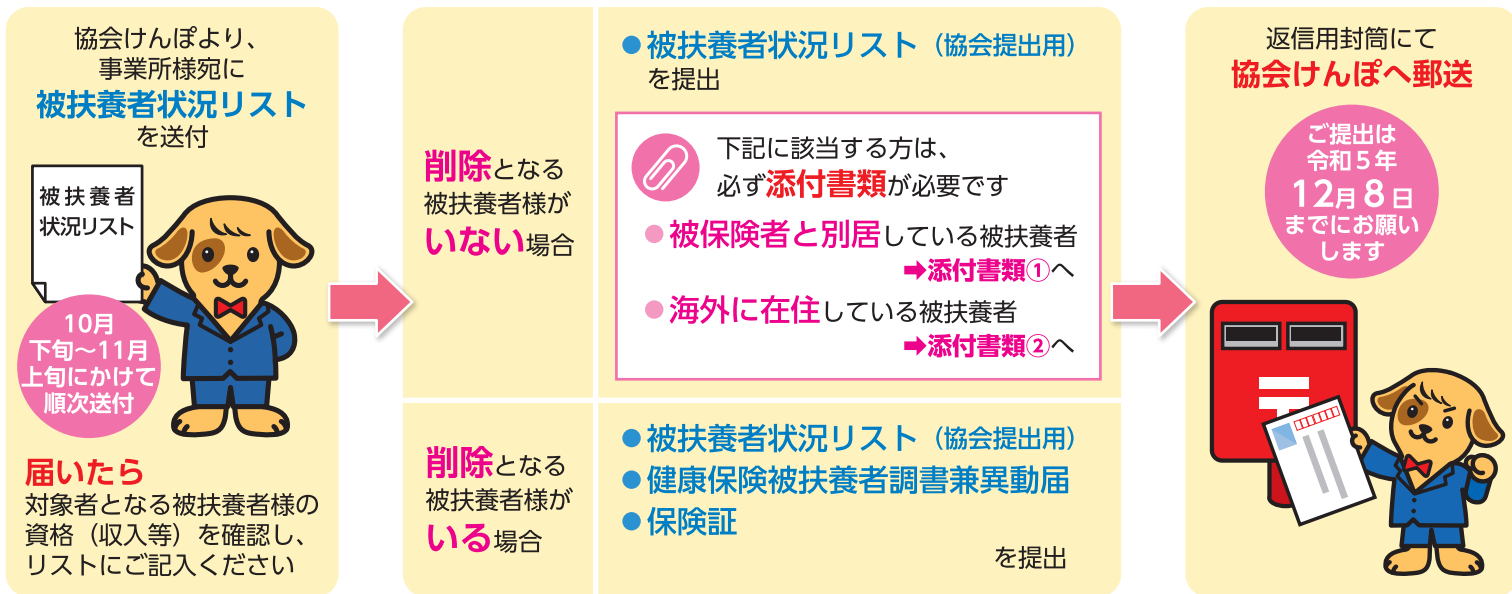 協会けんぽより、
事業所様宛に
被扶養者状況リスト
を送付
被扶養者
状況リスト
10月
下旬～11月
上旬にかけて
順次送付
届いたら
対象者となる被扶養者様の
資格（収入等）を確認し、
リストにご記入ください
削除となる
被扶養者様が
いない場合
●被扶養者状況リスト（協会提出用）
を提出
下記に該当する方は、
必ず添付書類が必要です
●被保険者と別居している被扶養者
➡添付書類①へ
●海外に在住している被扶養者
➡添付書類②へ
削除となる
被扶養者様が
いる場合
●被扶養者状況リスト（協会提出用）
●健康保険被扶養者調書兼異動届
●保険証
を提出
返信用封筒にて
協会けんぽへ郵送
ご提出は
令和5年
12月8日
までにお願い
します